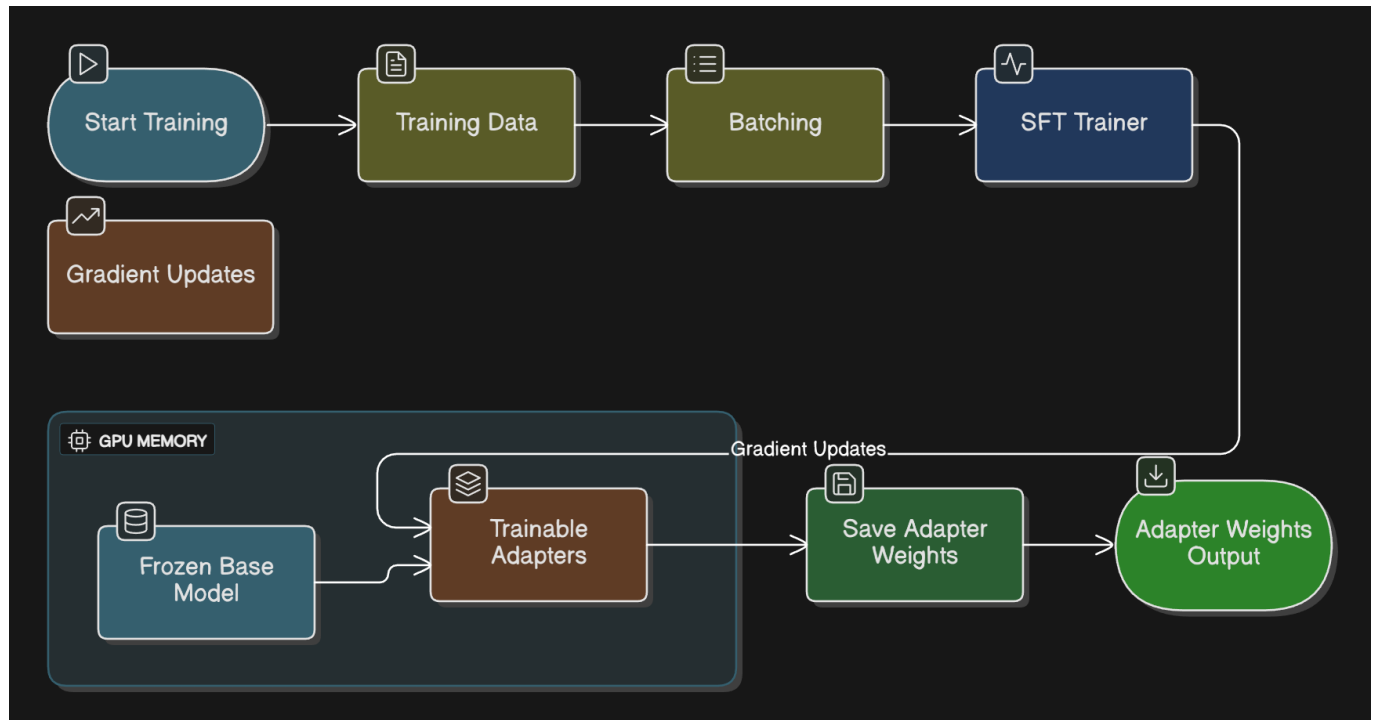 Start Training
Training Data
Batching
SFT Trainer
Gradient Updates
GPU MEMORY
Gradient Updates
Frozen Base
Model
Trainable
Adapters
Save Adapter
Weights
Adapter Weights
Output